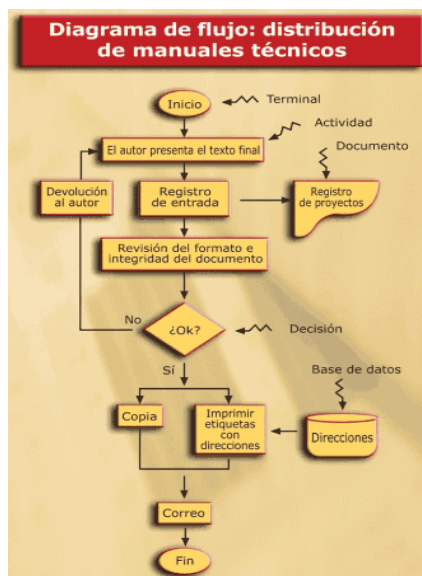 Diagrama de flujo: distribución
de manuales técnicos
Inicio
Terminal
Actividad
El autor presenta el texto final
Documento
Devolución
al autor
Registro
de entrada
Registro
de proyectos
Revisión del formato e
integridad del documento
No
¿Ok?
Decisión
Sí
Base de datos
Copia
Imprimir
etiquetas
con
direcciones
Direcciones
Correo
Fin